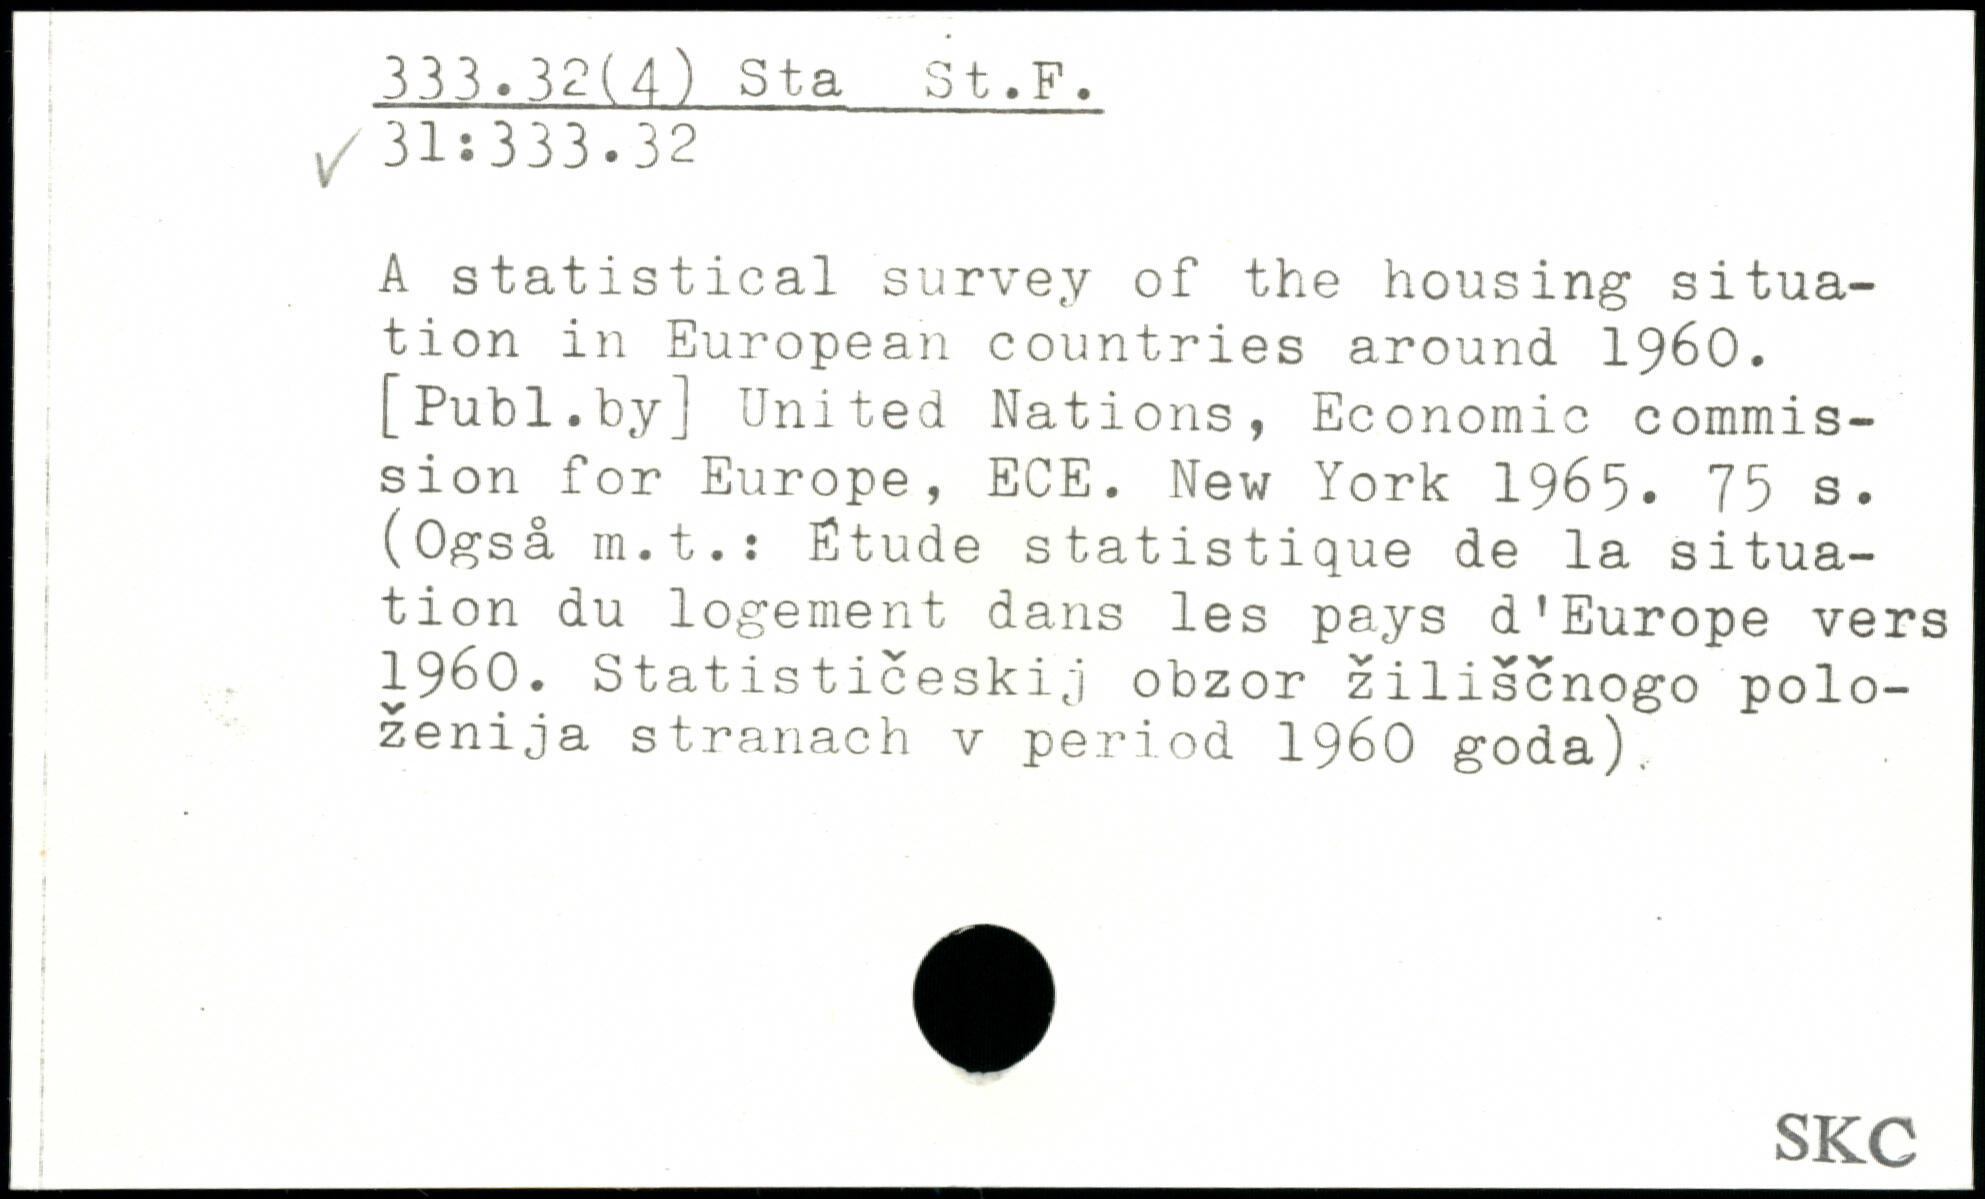 333.32(4) Sta St.F.
✓ 31:333.32
A statistical survey of the housing situa-
tion in European countries around 1960.
[Publ.by] United Nations, Economic commis-
sion for Europe, ECE. New York 1965. 75 s.
(Også m.t.: Étude statistique de la situa-
tion du logement dans les pays d'Europe vers
1960. Statističeskij obzor žiliščnogo polo-
ženija stranach v period 1960 goda).
SKC